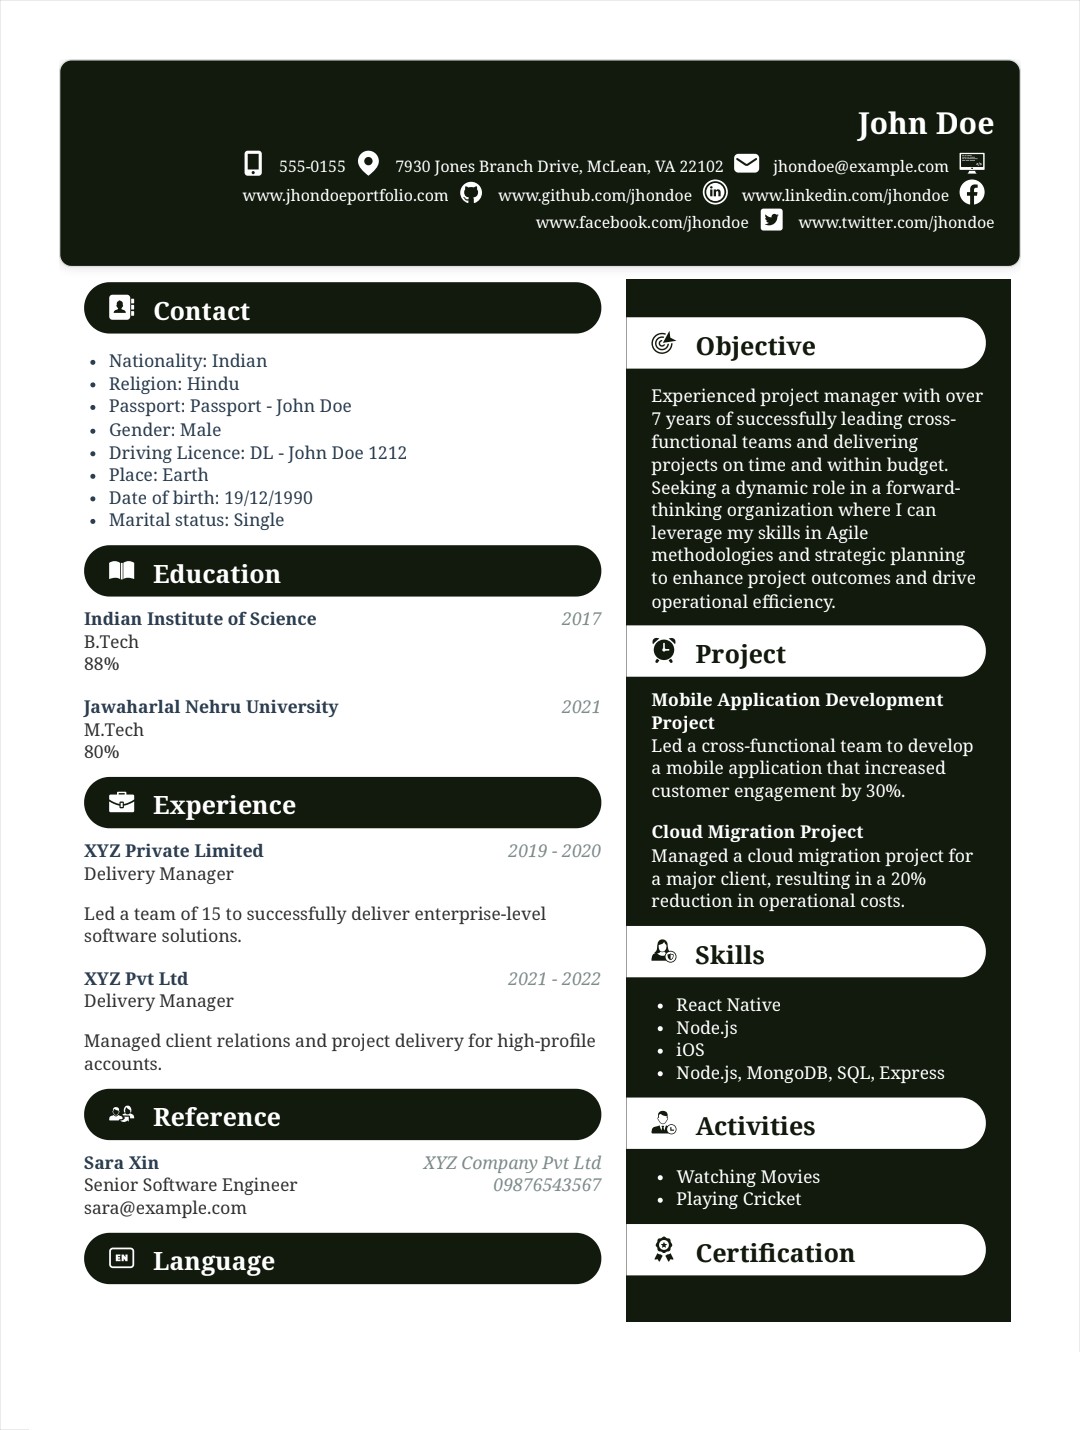 John Doe
555-0155 7930 Jones Branch Drive, McLean, VA 22102 jhondoe@example.com
www.jhondoeportfolio.com www.github.com/jhondoe www.linkedin.com/jhondoe
www.facebook.com/jhondoe www.twitter.com/jhondoe
Contact
• Nationality: Indian
• Religion: Hindu
• Passport: Passport - John Doe
• Gender: Male
• Driving Licence: DL - John Doe 1212
• Place: Earth
• Date of birth: 19/12/1990
• Marital status: Single
Education
Indian Institute of Science 2017
B.Tech
88%
Jawaharlal Nehru University 2021
M.Tech
80%
Experience
XYZ Private Limited 2019 - 2020
Delivery Manager
Led a team of 15 to successfully deliver enterprise-level
software solutions.
XYZ Pvt Ltd 2021 - 2022
Delivery Manager
Managed client relations and project delivery for high-profile
accounts.
Reference
Sara Xin XYZ Company Pvt Ltd
Senior Software Engineer 09876543567
sara@example.com
EN Language
Objective
Experienced project manager with over
7 years of successfully leading cross-
functional teams and delivering
projects on time and within budget.
Seeking a dynamic role in a forward-
thinking organization where I can
leverage my skills in Agile
methodologies and strategic planning
to enhance project outcomes and drive
operational efficiency.
Project
Mobile Application Development
Project
Led a cross-functional team to develop
a mobile application that increased
customer engagement by 30%.
Cloud Migration Project
Managed a cloud migration project for
a major client, resulting in a 20%
reduction in operational costs.
Skills
• React Native
• Node.js
• iOS
• Node.js, MongoDB, SQL, Express
Activities
• Watching Movies
• Playing Cricket
Certification